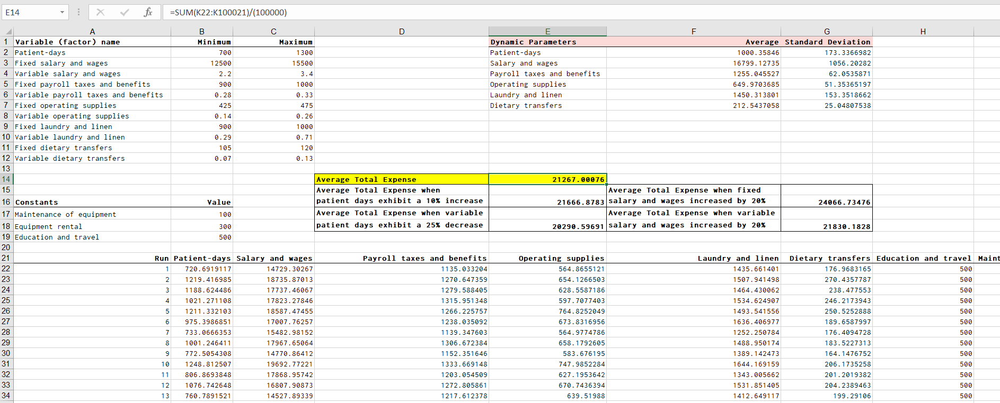 E14 fx =SUM(K22:K100021)/(100000)
A B C D E F G H
1 Variable (factor) name Minimum Maximum Dynamic Parameters Average Standard Deviation
2 Patient-days 700 1300 Patient-days 1000.35846 173.3366982
3 Fixed salary and wages 12500 15500 Salary and wages 16799.12735 1056.20282
4 Variable salary and wages 2.2 3.4 Payroll taxes and benefits 1255.045527 62.0535871
5 Fixed payroll taxes and benefits 900 1000 Operating supplies 649.9703685 51.35365197
6 Variable payroll taxes and benefits 0.28 0.33 Laundry and linen 1450.313801 153.3518662
7 Fixed operating supplies 425 475 Dietary transfers 212.5437058 25.04807538
8 Variable operating supplies 0.14 0.26
9 Fixed laundry and linen 900 1000
10 Variable laundry and linen 0.29 0.71
11 Fixed dietary transfers 105 120
12 Variable dietary transfers 0.07 0.13
13
14 Average Total Expense 21267.00076
15 Average Total Expense when Average Total Expense when fixed
16 Constants Value patient days exhibit a 10% increase 21666.8783 salary and wages increased by 20% 24066.73476
17 Maintenance of equipment 100 Average Total Expense when variable Average Total Expense when variable
18 Equipment rental 300 patient days exhibit a 25% decrease 20290.59691 salary and wages increased by 20% 21830.1828
19 Education and travel 500
20
21 Run Patient-days Salary and wages Payroll taxes and benefits Operating supplies Laundry and linen Dietary transfers Education and travel Maint
22 1 720.6919117 14729.30267 1135.033204 564.8655121 1435.661401 176.9683165 500
23 2 1219.416985 18735.87013 1270.647359 654.1266503 1507.941498 270.4357787 500
24 3 1188.624486 17737.46067 1279.588405 628.5587186 1464.430062 238.477553 500
25 4 1021.271108 17823.27846 1315.951348 597.7077403 1534.624907 246.2173943 500
26 5 1211.332103 18587.47455 1266.225757 764.8252049 1493.541556 250.5252888 500
27 6 975.3986851 17007.76257 1238.035092 673.8316956 1636.406977 189.6587997 500
28 7 733.0666353 15482.98152 1139.347603 564.9774786 1252.250784 176.4094728 500
29 8 1001.246411 17967.65064 1306.672384 658.1792605 1488.950174 183.5227313 500
30 9 772.5054308 14770.86412 1152.351646 583.676195 1389.142473 164.1476752 500
31 10 1248.812507 19692.77221 1333.669148 747.9852284 1644.169159 206.1735258 500
32 11 806.8693848 17868.95742 1203.054509 627.1953642 1343.005662 201.2019382 500
33 12 1076.742648 16807.90873 1272.805861 670.7436394 1531.851405 204.2389463 500
34 13 760.7891521 14527.89339 1217.612378 639.51988 1412.649117 199.29106 500